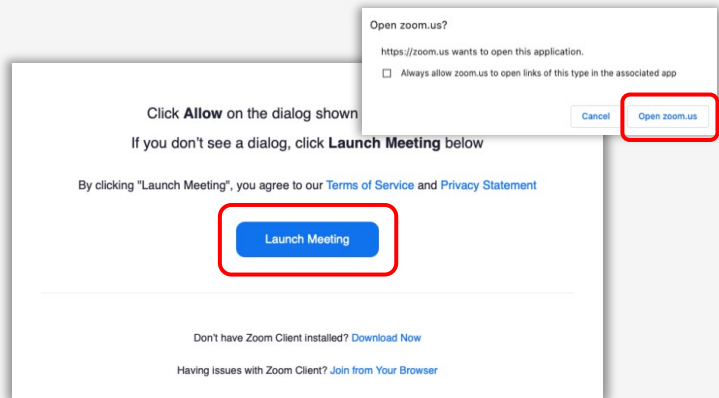 Open zoom.us?
https://zoom.us wants to open this application.
Always allow zoom.us to open links of this type in the associated app
Cancel
Open zoom.us
Click Allow on the dialog shown
If you don't see a dialog, click Launch Meeting below
By clicking "Launch Meeting", you agree to our Terms of Service and Privacy Statement
Launch Meeting
Don't have Zoom Client installed? Download Now
Having issues with Zoom Client? Join from Your Browser